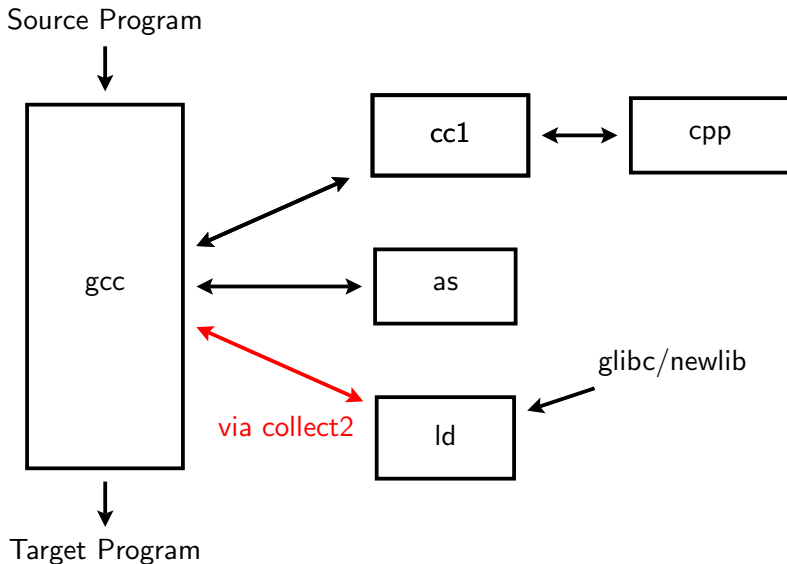 Source Program
cc1
cpp
gcc
as
glibc/newlib
via collect2
ld
Target Program